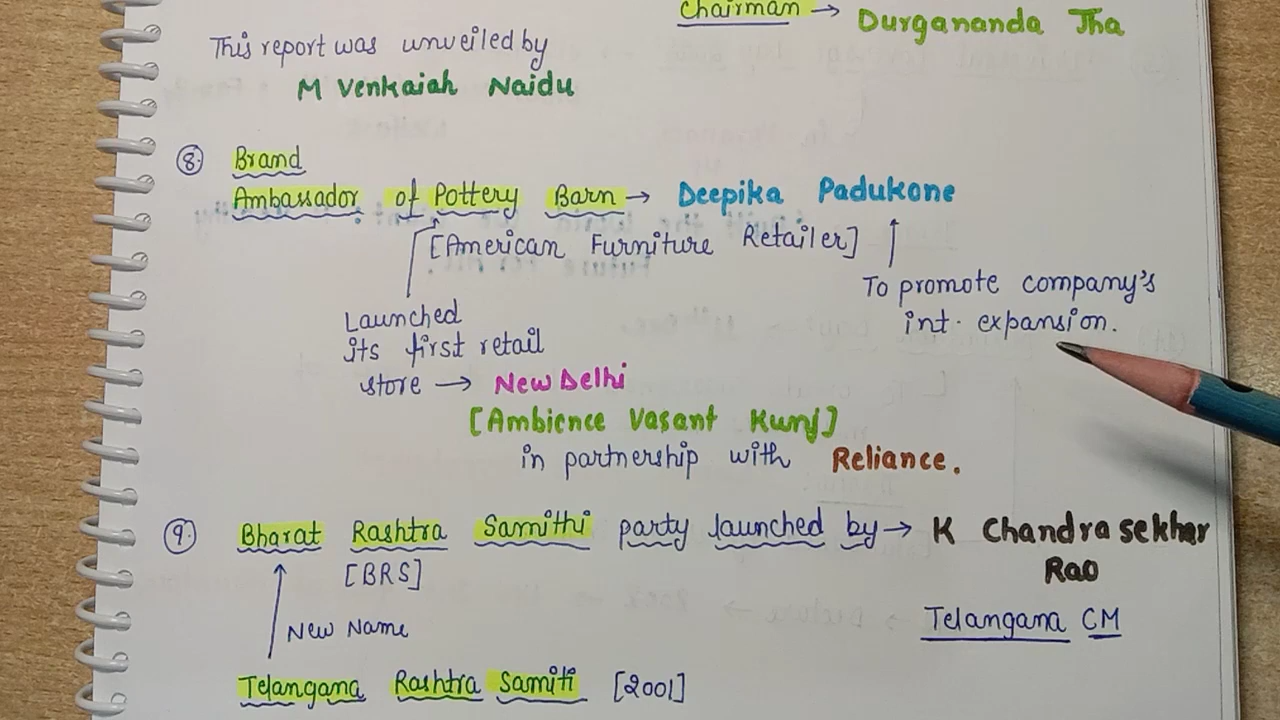 Chairman → Durgananda Jha
This report was unveiled by
M Venkaiah Naidu
8. Brand
Ambassador of Pottery Barn → Deepika Padukone
[American Furniture Retailer]
To promote company's
int. expansion.
Launched
its first retail
store → New Delhi
[Ambience Vasant Kunj]
in partnership with Reliance.
9. Bharat Rashtra Samithi party launched by → K Chandrasekhar
Rao
[BRS]
Telangana CM
New Name
Telangana Rashtra Samiti [2001]